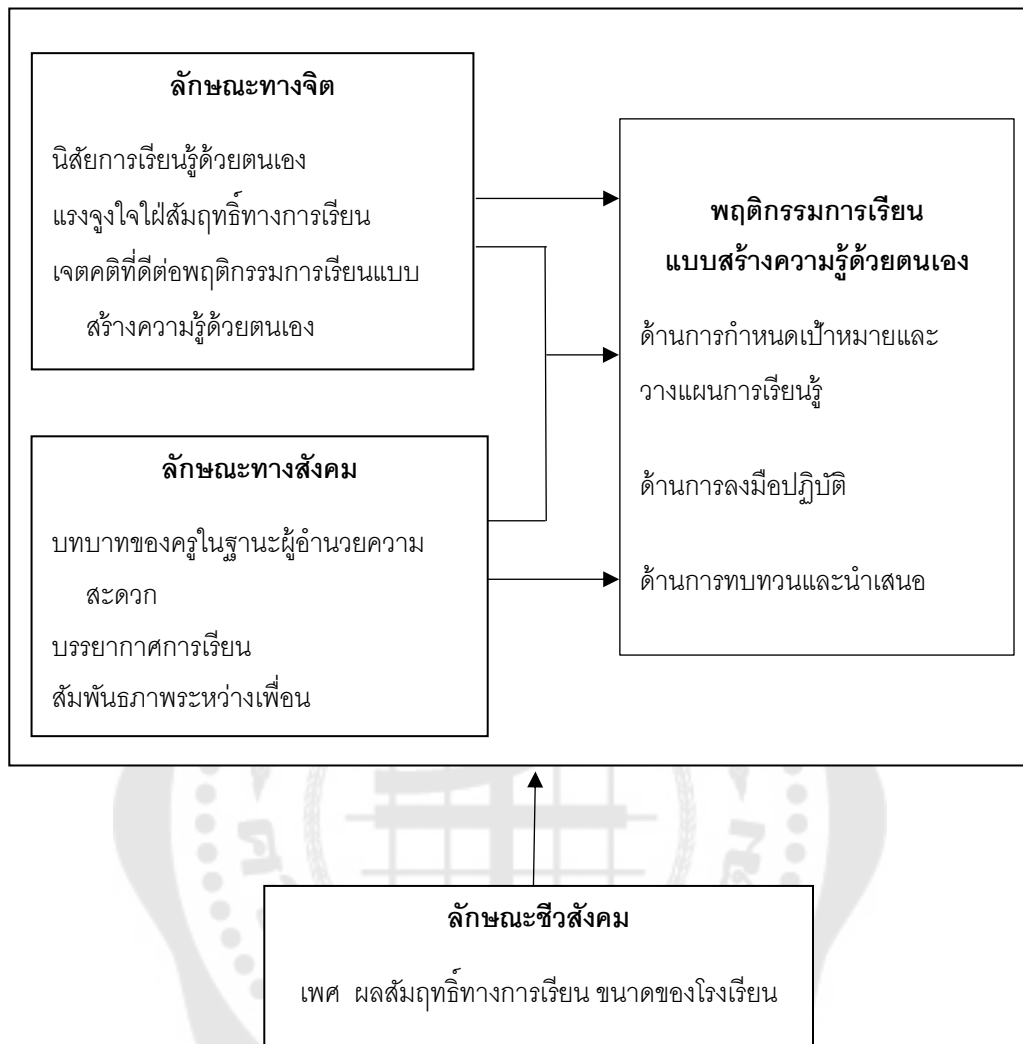 ลักษณะทางจิต
นิสัยการเรียนรู้ด้วยตนเอง
แรงจูงใจใฝ่สัมฤทธิ์ทางการเรียน
เจตคติที่ดีต่อพฤติกรรมการเรียนแบบ
สร้างความรู้ด้วยตนเอง
ลักษณะทางสังคม
บทบาทของครูในฐานะผู้อำนวยความ
สะดวก
บรรยากาศการเรียน
สัมพันธภาพระหว่างเพื่อน
พฤติกรรมการเรียน
แบบสร้างความรู้ด้วยตนเอง
ด้านการกำหนดเป้าหมายและ
วางแผนการเรียนรู้
ด้านการลงมือปฏิบัติ
ด้านการทบทวนและนำเสนอ
ลักษณะชีวสังคม
เพศ ผลสัมฤทธิ์ทางการเรียน ขนาดของโรงเรียน